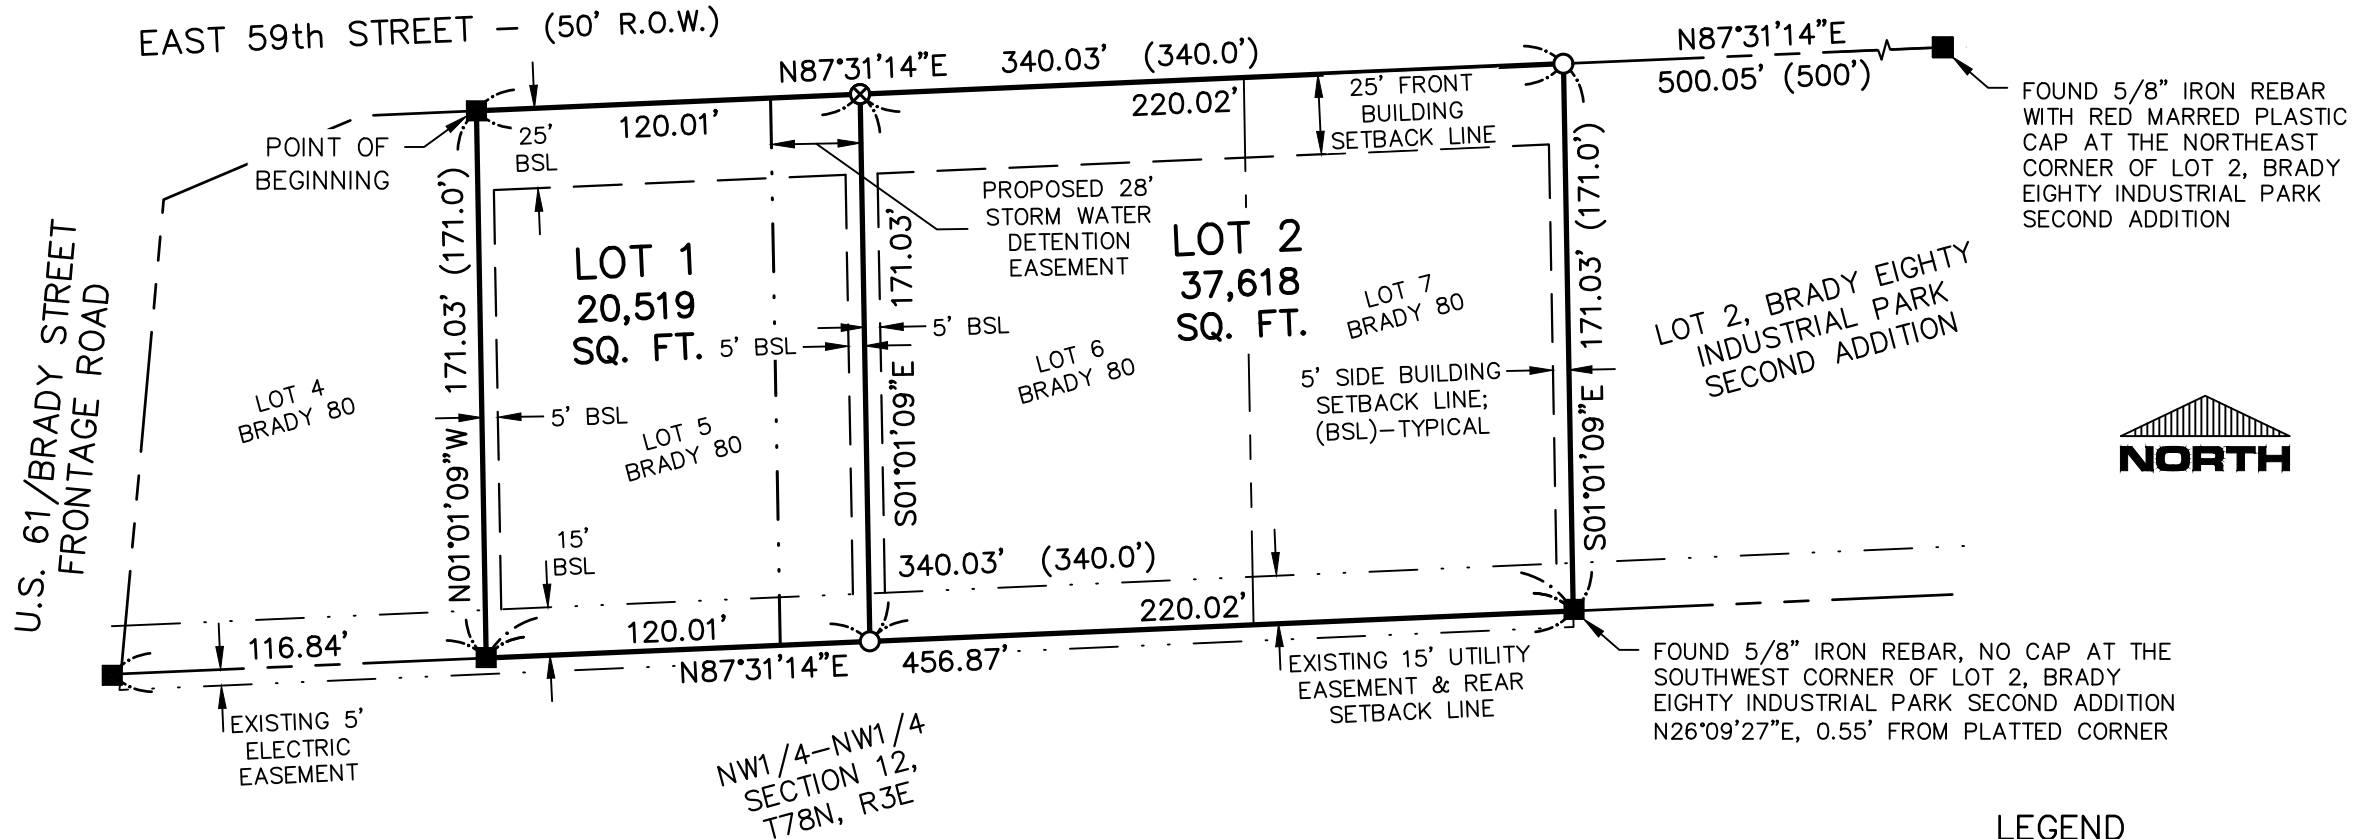 EAST 59th STREET - (50' R.O.W.)
N87°31'14"E
340.03' (340.0')
N87°31'14"E
500.05' (500')
FOUND 5/8" IRON REBAR
WITH RED MARRED PLASTIC
CAP AT THE NORTHEAST
CORNER OF LOT 2, BRADY
EIGHTY INDUSTRIAL PARK
SECOND ADDITION
POINT OF
BEGINNING
25'
BSL
120.01'
220.02'
25' FRONT
BUILDING
SETBACK LINE
PROPOSED 28'
STORM WATER
DETENTION
EASEMENT
U.S. 61/BRADY STREET
FRONTAGE ROAD
LOT 4
BRADY 80
N01°01'09"W 171.03' (171.0')
LOT 1
20,519
SQ. FT.
5' BSL
5' BSL
5' BSL
LOT 5
BRADY 80
15'
BSL
S01°01'09"E 171.03'
LOT 2
37,618
SQ. FT.
LOT 6
BRADY 80
LOT 7
BRADY 80
5' SIDE BUILDING
SETBACK LINE;
(BSL)-TYPICAL
S01°01'09"E 171.03' (171.0')
LOT 2, BRADY EIGHTY
INDUSTRIAL PARK
SECOND ADDITION
NORTH
340.03' (340.0')
116.84'
120.01'
220.02'
N87°31'14"E
456.87'
EXISTING 5'
ELECTRIC
EASEMENT
EXISTING 15' UTILITY
EASEMENT & REAR
SETBACK LINE
FOUND 5/8" IRON REBAR, NO CAP AT THE
SOUTHWEST CORNER OF LOT 2, BRADY
EIGHTY INDUSTRIAL PARK SECOND ADDITION
N26°09'27"E, 0.55' FROM PLATTED CORNER
NW1/4-NW1/4
SECTION 12,
T78N, R3E
LEGEND